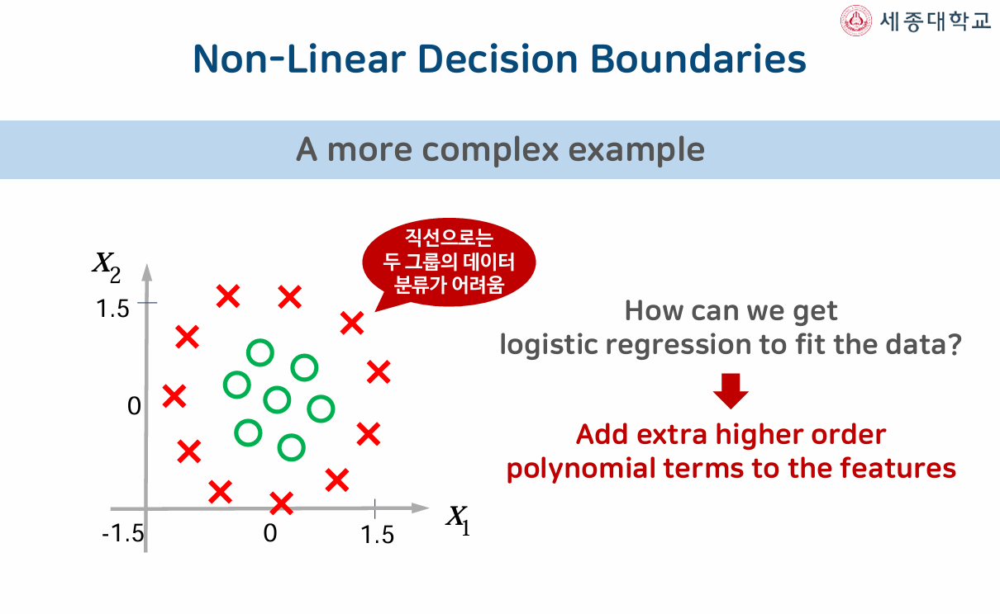 세종대학교
Non-Linear Decision Boundaries
A more complex example
직선으로는
두 그룹의 데이터
분류가 어려움
X2
1.5
0
-1.5
0
1.5
X1
How can we get
logistic regression to fit the data?
Add extra higher order
polynomial terms to the features